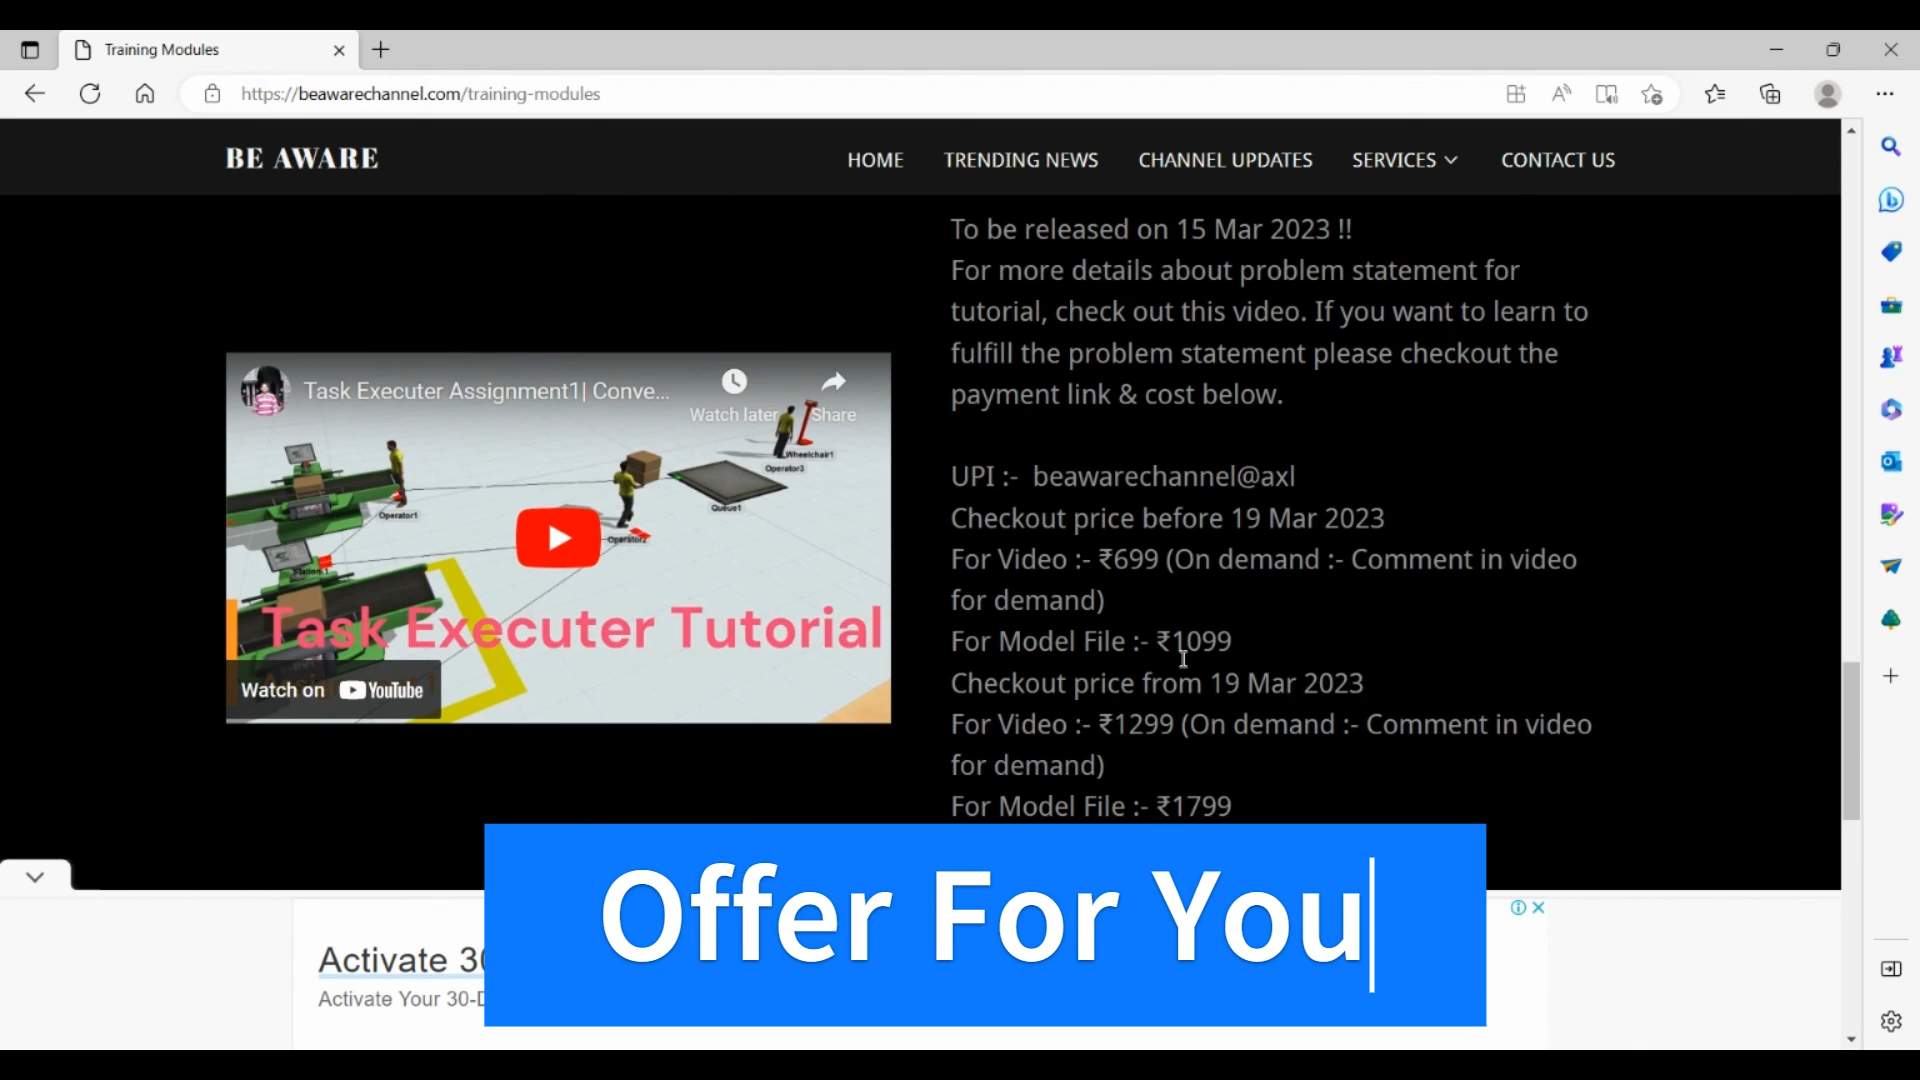 Training Modules
https://beawarechannel.com/training-modules
BE AWARE
HOME
TRENDING NEWS
CHANNEL UPDATES
SERVICES
CONTACT US
To be released on 15 Mar 2023 !!
For more details about problem statement for
tutorial, check out this video. If you want to learn to
fulfill the problem statement please checkout the
payment link & cost below.
UPI :- beawarechannel@axl
Checkout price before 19 Mar 2023
For Video :- ₹699 (On demand :- Comment in video
for demand)
For Model File :- ₹1099
Checkout price from 19 Mar 2023
For Video :- ₹1299 (On demand :- Comment in video
for demand)
For Model File :- ₹1799
Task Executer Assignment1| Conve...
Watch later
Share
Wheelchair1
Operator3
Operator1
Queue1
Operator2
Task Executer Tutorial
Watch on YouTube
Offer For You
Activate 30
Activate Your 30-D